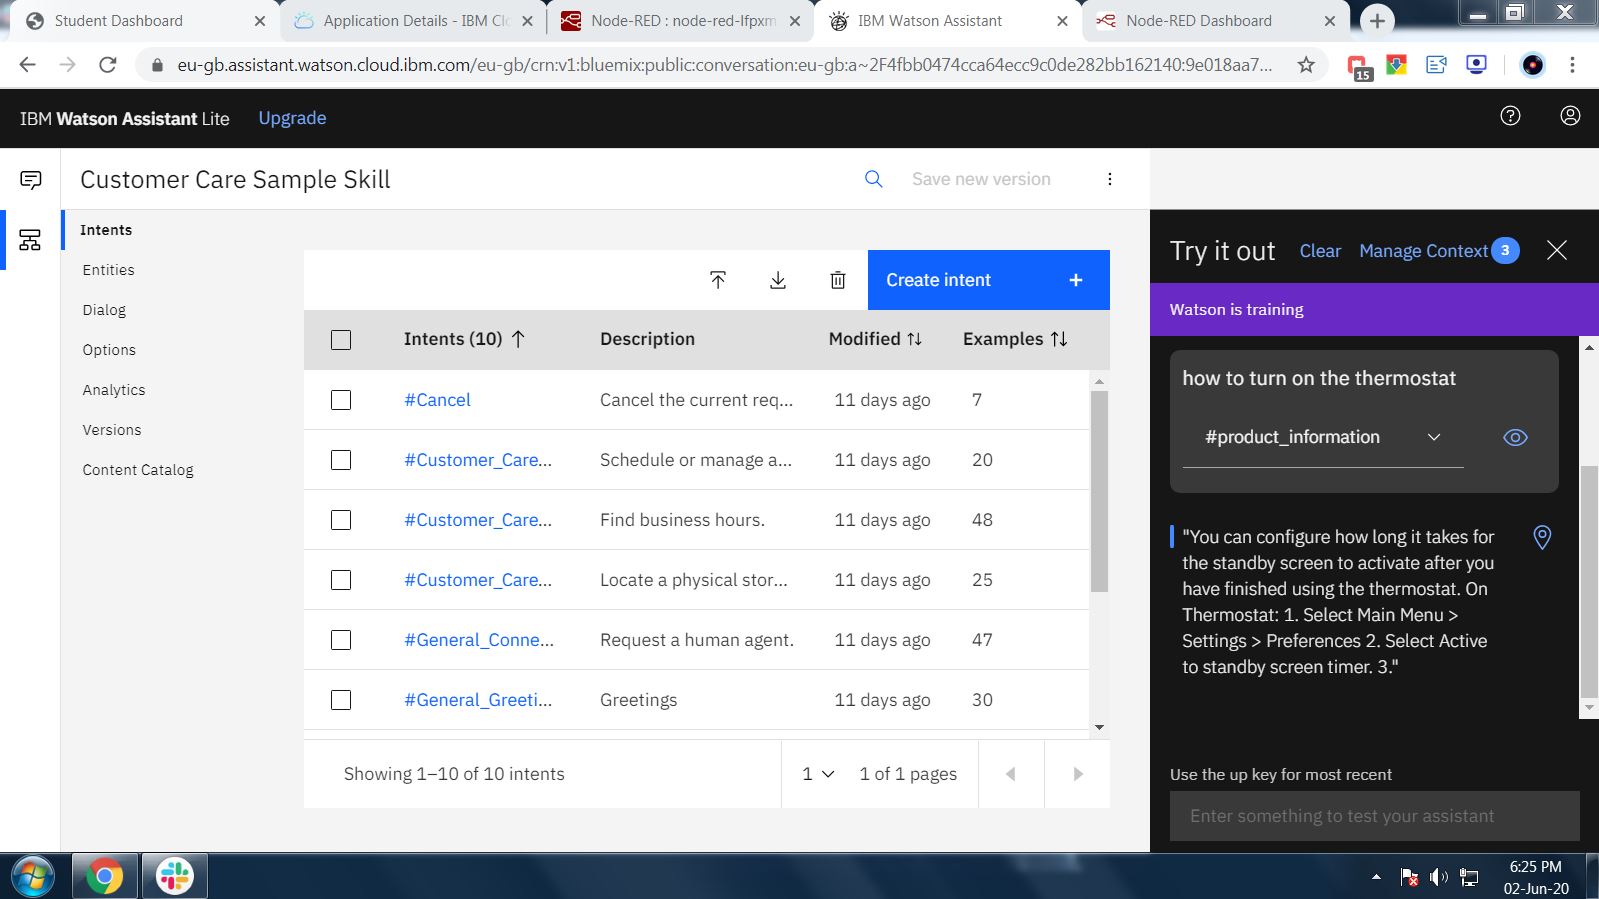 Student Dashboard
Application Details - IBM Clo
Node-RED : node-red-lfpxm
IBM Watson Assistant
Node-RED Dashboard
eu-gb.assistant.watson.cloud.ibm.com/eu-gb/crn:v1:bluemix:public:conversation:eu-gb:a~2F4fbb0474cca64ecc9c0de282bb162140:9e018aa7...
15
IBM Watson Assistant Lite
Upgrade
Customer Care Sample Skill
Save new version
Intents
Entities
Dialog
Options
Analytics
Versions
Content Catalog
Create intent +
Intents (10) Description Modified Examples
#Cancel Cancel the current req... 11 days ago 7
#Customer_Care... Schedule or manage a... 11 days ago 20
#Customer_Care... Find business hours. 11 days ago 48
#Customer_Care... Locate a physical stor... 11 days ago 25
#General_Conne... Request a human agent. 11 days ago 47
#General_Greeti... Greetings 11 days ago 30
Showing 1–10 of 10 intents
1
1 of 1 pages
Try it out
Clear
Manage Context 3
Watson is training
how to turn on the thermostat
#product_information
"You can configure how long it takes for
the standby screen to activate after you
have finished using the thermostat. On
Thermostat: 1. Select Main Menu >
Settings > Preferences 2. Select Active
to standby screen timer. 3."
Use the up key for most recent
Enter something to test your assistant
6:25 PM
02-Jun-20